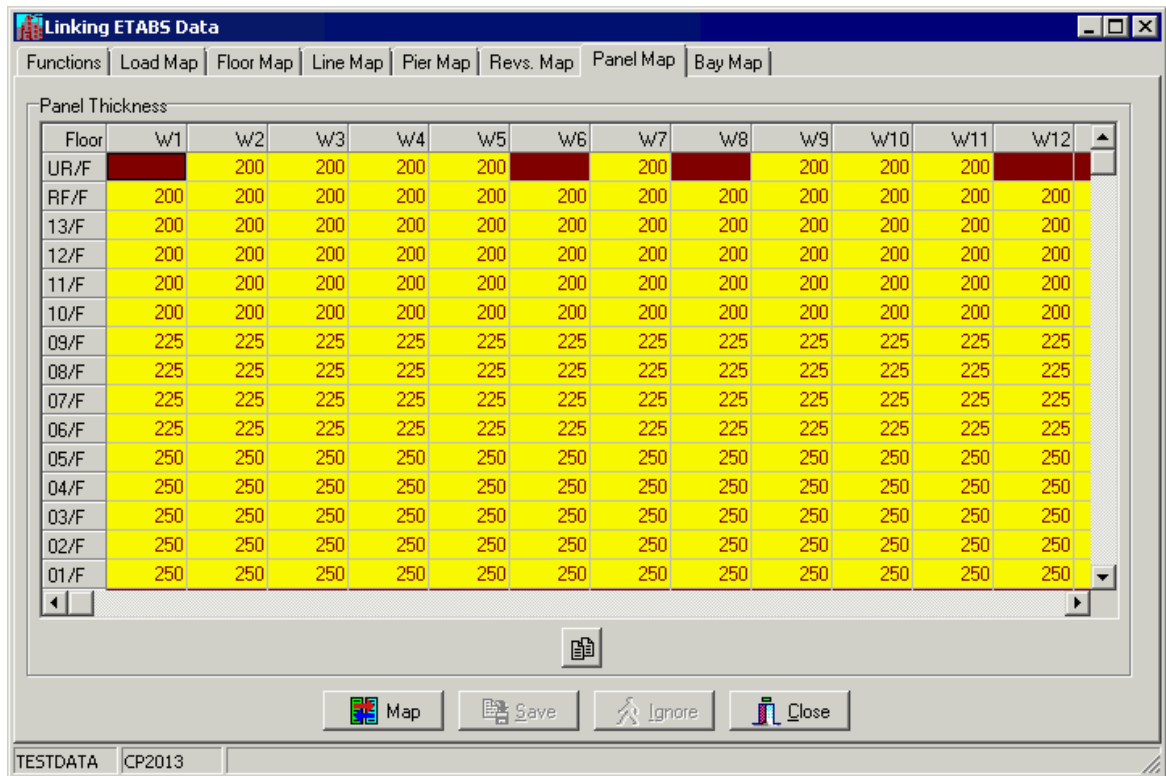 Linking ETABS Data
Functions Load Map Floor Map Line Map Pier Map Revs. Map Panel Map Bay Map
Panel Thickness
Floor W1 W2 W3 W4 W5 W6 W7 W8 W9 W10 W11 W12
UR/F 200 200 200 200 200 200 200 200
RF/F 200 200 200 200 200 200 200 200 200 200 200 200
13/F 200 200 200 200 200 200 200 200 200 200 200 200
12/F 200 200 200 200 200 200 200 200 200 200 200 200
11/F 200 200 200 200 200 200 200 200 200 200 200 200
10/F 200 200 200 200 200 200 200 200 200 200 200 200
09/F 225 225 225 225 225 225 225 225 225 225 225 225
08/F 225 225 225 225 225 225 225 225 225 225 225 225
07/F 225 225 225 225 225 225 225 225 225 225 225 225
06/F 225 225 225 225 225 225 225 225 225 225 225 225
05/F 250 250 250 250 250 250 250 250 250 250 250 250
04/F 250 250 250 250 250 250 250 250 250 250 250 250
03/F 250 250 250 250 250 250 250 250 250 250 250 250
02/F 250 250 250 250 250 250 250 250 250 250 250 250
01/F 250 250 250 250 250 250 250 250 250 250 250 250
Map Save Ignore Close
TESTDATA CP2013